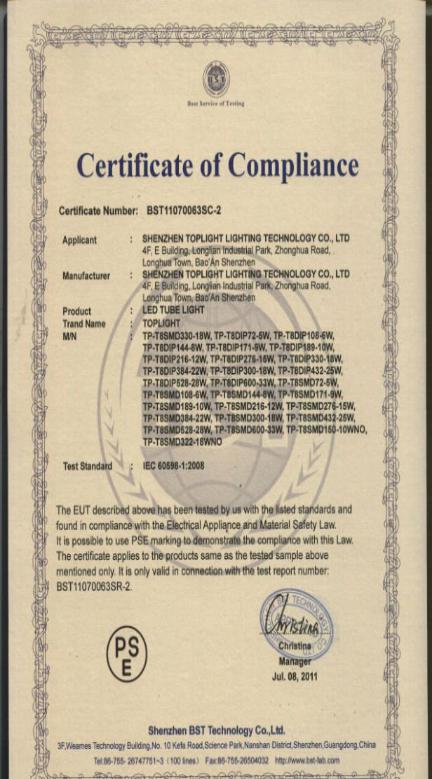 Best Service of Testing
Certificate of Compliance
Certificate Number: BST11070063SC-2
Applicant : SHENZHEN TOPLIGHT LIGHTING TECHNOLOGY CO., LTD
4F, E Building, Longlian Industrial Park, Zhonghua Road,
Longhua Town, Bao'An Shenzhen
Manufacturer : SHENZHEN TOPLIGHT LIGHTING TECHNOLOGY CO., LTD
4F, E Building, Longlian Industrial Park, Zhonghua Road,
Longhua Town, Bao'An Shenzhen
Product : LED TUBE LIGHT
Trand Name : TOPLIGHT
M/N : TP-T8SMD330-18W, TP-T8DIP72-5W, TP-T8DIP108-6W,
TP-T8DIP144-8W, TP-T8DIP171-9W, TP-T8DIP189-10W,
TP-T8DIP216-12W, TP-T8DIP276-16W, TP-T8DIP330-18W,
TP-T8DIP384-22W, TP-T8DIP300-18W, TP-T8DIP432-25W,
TP-T8DIP528-28W, TP-T8DIP600-33W, TP-T8SMD72-5W,
TP-T8SMD108-6W, TP-T8SMD144-8W, TP-T8SMD171-9W,
TP-T8SMD189-10W, TP-T8SMD216-12W, TP-T8SMD276-15W,
TP-T8SMD384-22W, TP-T8SMD300-18W, TP-T8SMD432-25W,
TP-T8SMD528-28W, TP-T8SMD600-33W, TP-T8SMD150-10WNO,
TP-T8SMD322-18WNO
Test Standard : IEC 60598-1:2008
The EUT described above has been tested by us with the listed standards and
found in compliance with the Electrical Appliance and Material Safety Law.
It is possible to use PSE marking to demonstrate the compliance with this Law.
The certificate applies to the products same as the tested sample above
mentioned only. It is only valid in connection with the test report number:
BST11070063SR-2.
PS
E
TECHNOLOGY
Christina
Christina
Manager
Jul. 08, 2011
Shenzhen BST Technology Co.,Ltd.
3F,Weames Technology Building,No. 10 Kefa Road,Science Park,Nanshan District,Shenzhen,Guangdong,China
Tel:86-755- 26747751~3 (100 lines) Fax:86-755-26504032 http://www.bst-lab.com